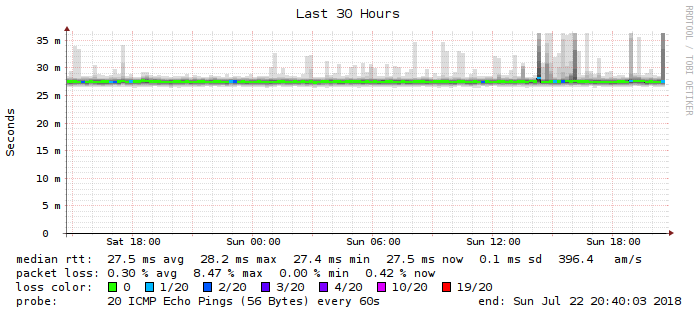 Last 30 Hours
RRDTOOL / TOBI OETIKER
Seconds
35 m
30 m
25 m
20 m
15 m
10 m
5 m
0
Sat 18:00 Sun 00:00 Sun 06:00 Sun 12:00 Sun 18:00
median rtt: 27.5 ms avg 28.2 ms max 27.4 ms min 27.5 ms now 0.1 ms sd 396.4 am/s
packet loss: 0.30 % avg 8.47 % max 0.00 % min 0.42 % now
loss color: 0 1/20 2/20 3/20 4/20 10/20 19/20
probe: 20 ICMP Echo Pings (56 Bytes) every 60s end: Sun Jul 22 20:40:03 2018